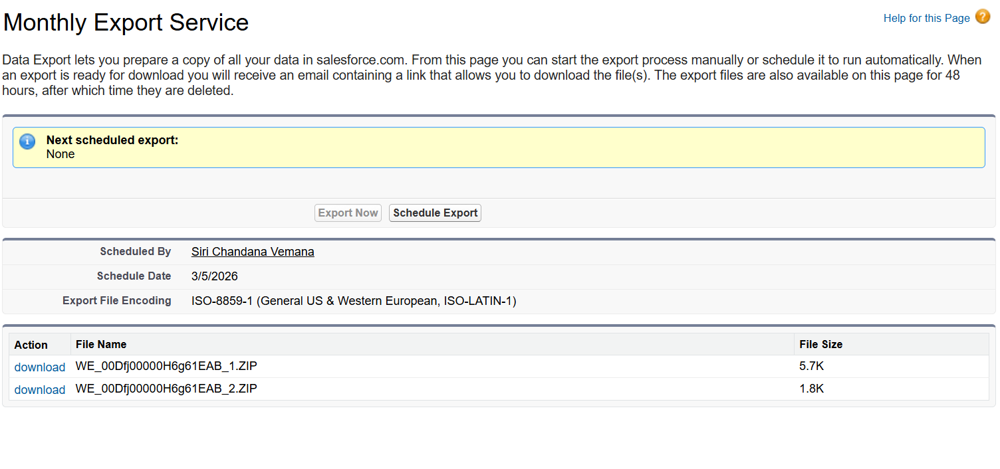 Monthly Export Service
Help for this Page
Data Export lets you prepare a copy of all your data in salesforce.com. From this page you can start the export process manually or schedule it to run automatically. When
an export is ready for download you will receive an email containing a link that allows you to download the file(s). The export files are also available on this page for 48
hours, after which time they are deleted.
Next scheduled export:
None
Export Now Schedule Export
Scheduled By Siri Chandana Vemana
Schedule Date 3/5/2026
Export File Encoding ISO-8859-1 (General US & Western European, ISO-LATIN-1)
Action File Name File Size
download WE_00Dfj00000H6g61EAB_1.ZIP 5.7K
download WE_00Dfj00000H6g61EAB_2.ZIP 1.8K